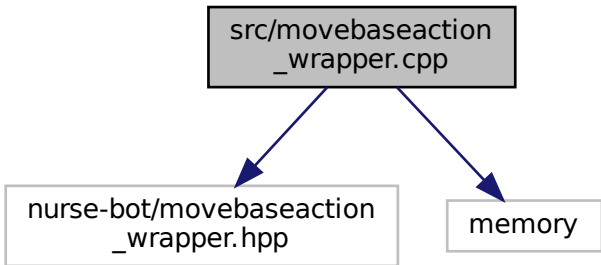 src/movebaseaction
_wrapper.cpp
nurse-bot/movebaseaction
_wrapper.hpp
memory